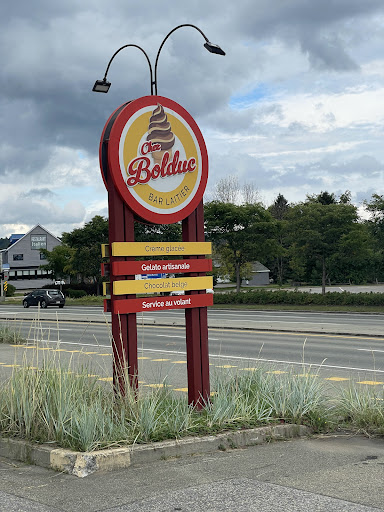 Chez
Bolduc
BAR LAITIER
Crème glacée
Gelato artisanale
Chocolat belge
Service au volant